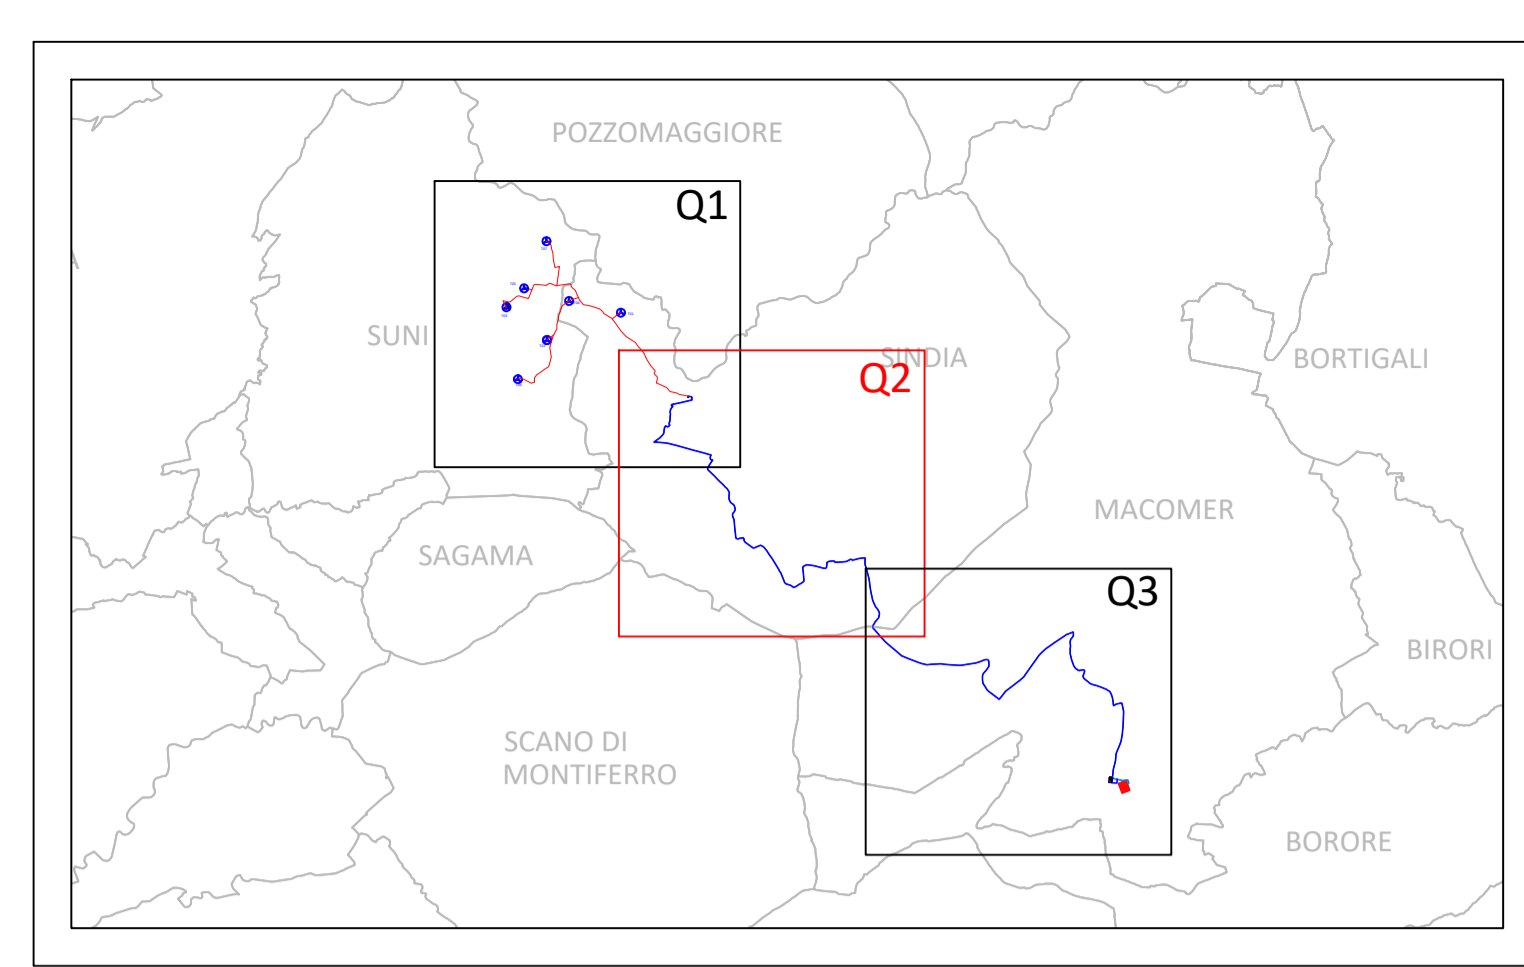 POZZOMAGGIORE
Q1
SUNI
SINDIA
Q2
BORTIGALI
MACOMER
SAGAMA
Q3
BIRORI
SCANO DI
MONTIFERRO
BORORE